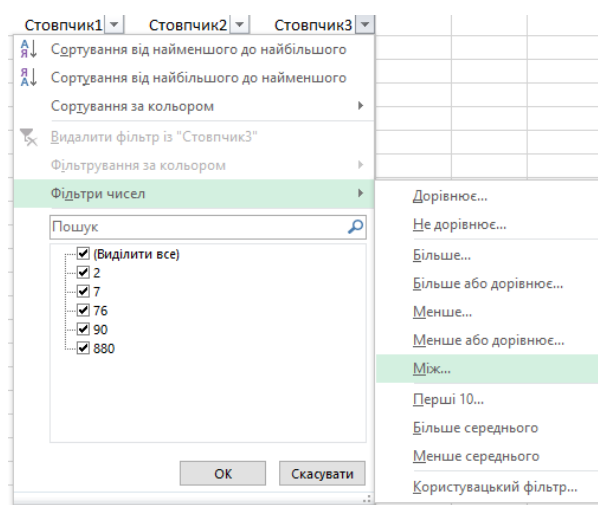 Стовпчик1 Стовпчик2 Стовпчик3
Сортування від найменшого до найбільшого
Сортування від найбільшого до найменшого
Сортування за кольором
Видалити фільтр із "Стовпчик3"
Фільтрування за кольором
Фільтри чисел
Пошук
(Виділити все)
2
7
76
90
880
ОК Скасувати
Дорівнює...
Не дорівнює...
Більше...
Більше або дорівнює...
Менше...
Менше або дорівнює...
Між...
Перші 10...
Більше середнього
Менше середнього
Користувацький фільтр...